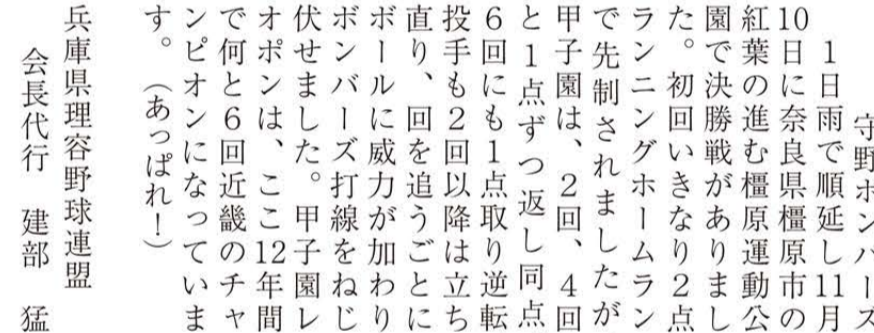 守野ボンバーズ
１日雨で順延し11月
10日に奈良県橿原市の
紅葉の進む橿原運動公
園で決勝戦がありまし
た。初回いきなり２点
ランニングホームラン
で先制されましたが
甲子園は、２回、４回
と１点ずつ返し同点
６回にも１点取り逆転
投手も２回以降は立ち
直り、回を追うごとに
ボールに威力が加わり
ボンバーズ打線をねじ
伏せました。甲子園レ
オポンは、ここ12年間
で何と６回近畿のチャ
ンピオンになっていま
す。（あっぱれ！）
兵庫県理容野球連盟
会長代行　建部　猛